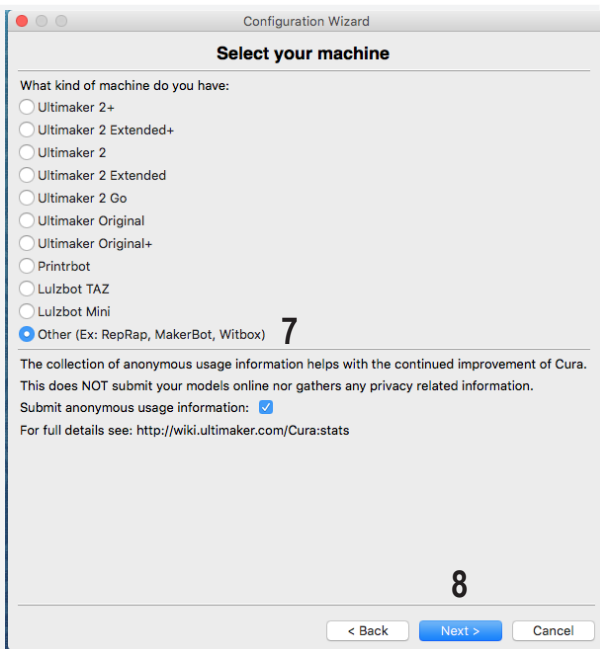 Configuration Wizard
Select your machine
What kind of machine do you have:
Ultimaker 2+
Ultimaker 2 Extended+
Ultimaker 2
Ultimaker 2 Extended
Ultimaker 2 Go
Ultimaker Original
Ultimaker Original+
Printrbot
Lulzbot TAZ
Lulzbot Mini
Other (Ex: RepRap, MakerBot, Witbox) 7
The collection of anonymous usage information helps with the continued improvement of Cura.
This does NOT submit your models online nor gathers any privacy related information.
Submit anonymous usage information:
For full details see: http://wiki.ultimaker.com/Cura:stats
8
< Back Next > Cancel